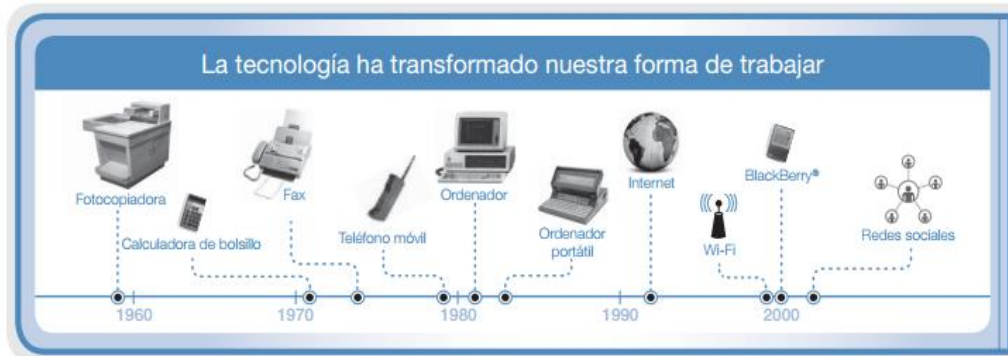 La tecnología ha transformado nuestra forma de trabajar
Fotocopiadora
Calculadora de bolsillo
Fax
Teléfono móvil
Ordenador
Ordenador
portátil
Internet
Wi-Fi
BlackBerry®
Redes sociales
1960
1970
1980
1990
2000